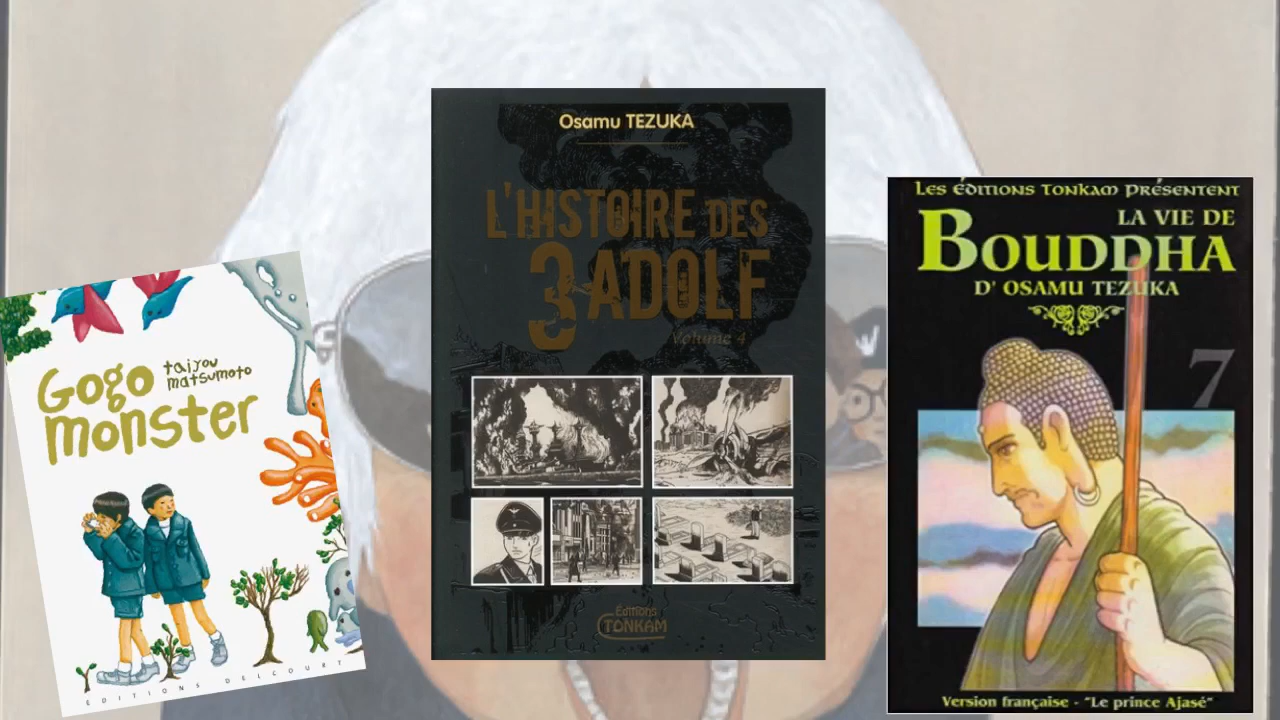 Gogo
monster
taiyou
matsumoto
EDITIONS DELCOURT
Osamu TEZUKA
L'HISTOIRE DES
3 ADOLF
Volume 4
Éditions
TONKAM
Les éditions Tonkam Présentent
LA VIE DE
BOUDDHA
D' OSAMU TEZUKA
7
Version française - "Le prince Ajasé"